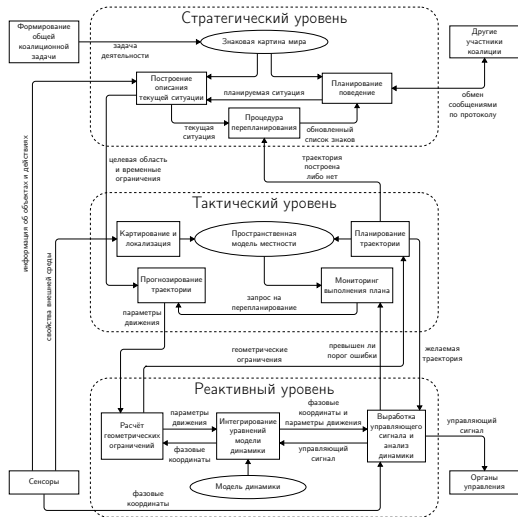 Стратегический уровень
Формирование
общей
коалиционной
задачи
задача
деятельности
Знаковая картина мира
Другие
участники
коалиции
Построение
описания
текущей ситуации
планируемая ситуация
Планирование
поведение
текущая
ситуация
Процедура
перепланирования
обновленный
список знаков
обмен
сообщениями
по протоколу
информация об объектах и действиях
свойства внешней среды
целевая область
и временные
ограничения
траектория
построена
либо нет
Тактический уровень
Картирование и
локализация
Пространственная
модель местности
Планирование
траектории
Прогнозирование
траектории
Мониторинг
выполнения плана
запрос на
перепланирование
параметры
движения
геометрические
ограничения
превышен ли
порог ошибки
желаемая
траектория
Реактивный уровень
Расчёт
геометрических
ограничений
параметры
движения
фазовые
координаты
Интегрирование
уравнений
модели
динамики
фазовые
координаты и
параметры движения
управляющий
сигнал
Выработка
управляющего
сигнала и
анализ
динамики
управляющий
сигнал
Модель динамики
Сенсоры
фазовые
координаты
Органы
управления